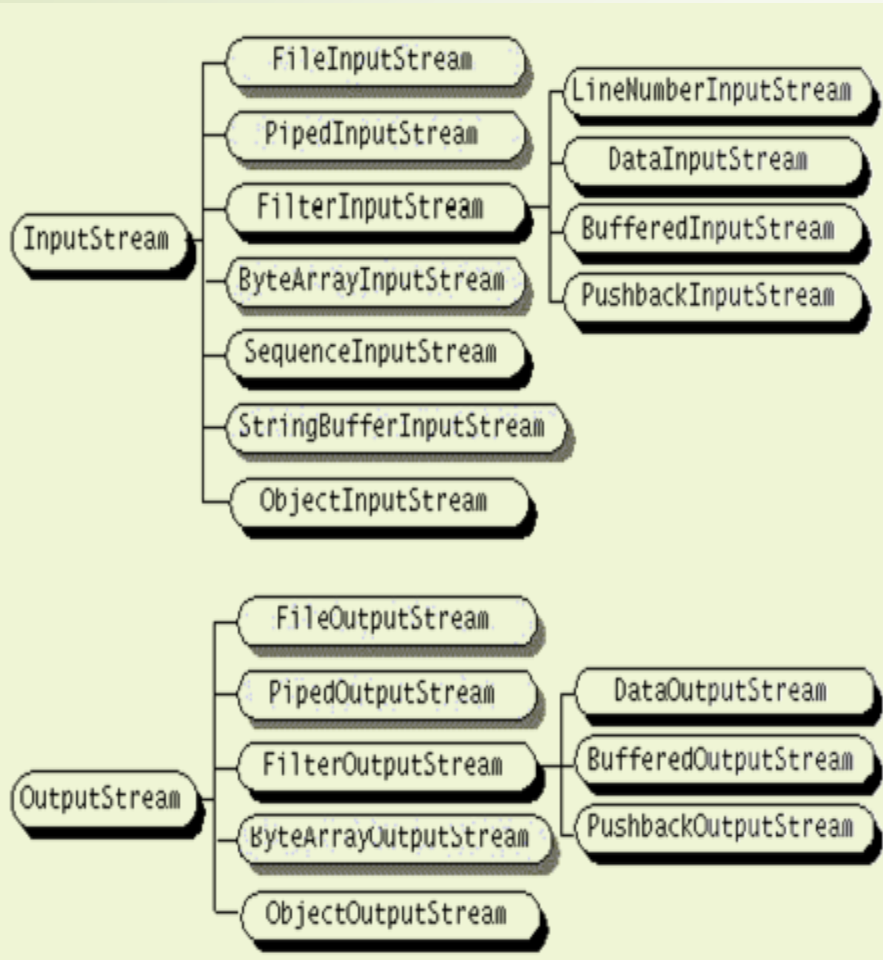 FileInputStream
PipedInputStream
FilterInputStream
ByteArrayInputStream
SequenceInputStream
StringBufferInputStream
ObjectInputStream
InputStream
LineNumberInputStream
DataInputStream
BufferedInputStream
PushbackInputStream
FileOutputStream
PipedOutputStream
FilterOutputStream
ByteArrayOutputStream
ObjectOutputStream
OutputStream
DataOutputStream
BufferedOutputStream
PushbackOutputStream